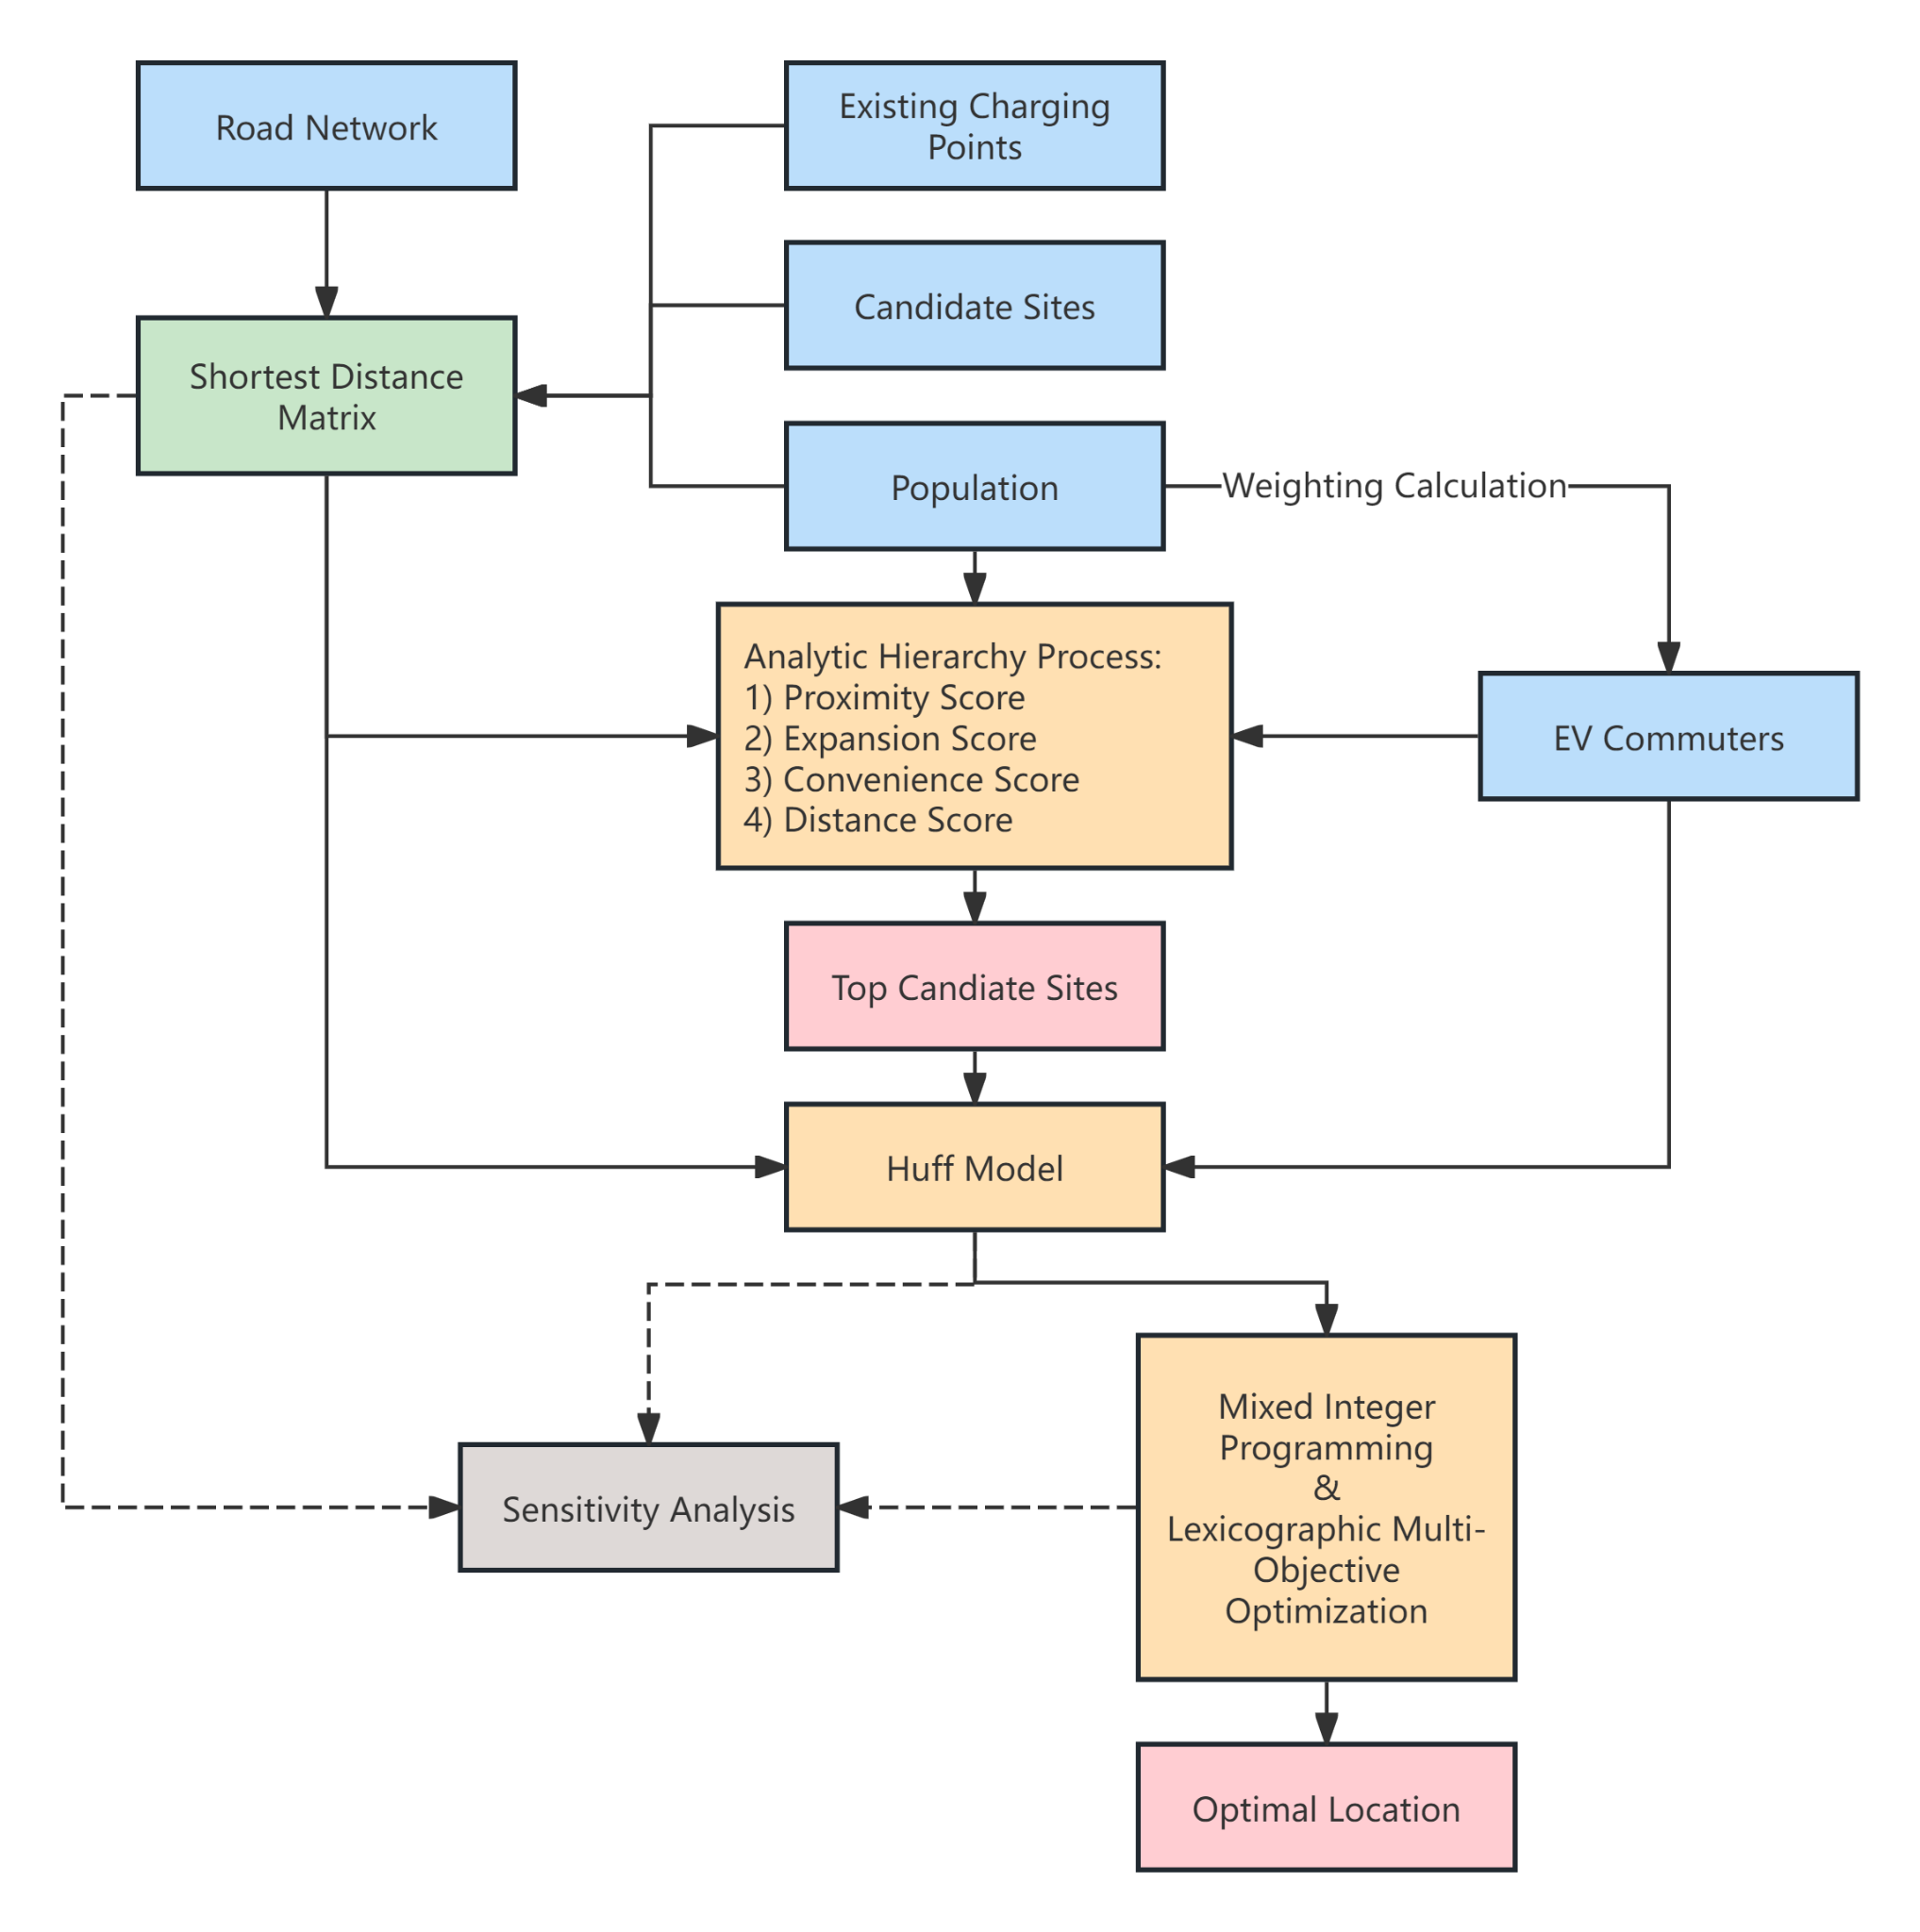 Road Network
Existing Charging
Points
Candidate Sites
Shortest Distance
Matrix
Population
Weighting Calculation
Analytic Hierarchy Process:
1) Proximity Score
2) Expansion Score
3) Convenience Score
4) Distance Score
EV Commuters
Top Candiate Sites
Huff Model
Mixed Integer
Programming
&
Lexicographic Multi-
Objective
Optimization
Sensitivity Analysis
Optimal Location